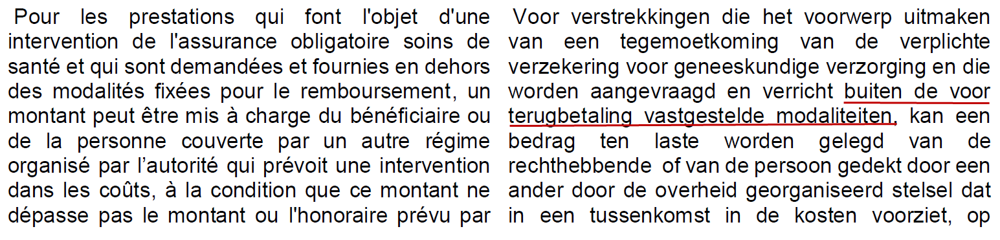 Pour les prestations qui font l'objet d'une
intervention de l'assurance obligatoire soins de
santé et qui sont demandées et fournies en dehors
des modalités fixées pour le remboursement, un
montant peut être mis à charge du bénéficiaire ou
de la personne couverte par un autre régime
organisé par l’autorité qui prévoit une intervention
dans les coûts, à la condition que ce montant ne
dépasse pas le montant ou l'honoraire prévu par
Voor verstrekkingen die het voorwerp uitmaken
van een tegemoetkoming van de verplichte
verzekering voor geneeskundige verzorging en die
worden aangevraagd en verricht buiten de voor
terugbetaling vastgestelde modaliteiten, kan een
bedrag ten laste worden gelegd van de
rechthebbende of van de persoon gedekt door een
ander door de overheid georganiseerd stelsel dat
in een tussenkomst in de kosten voorziet, op